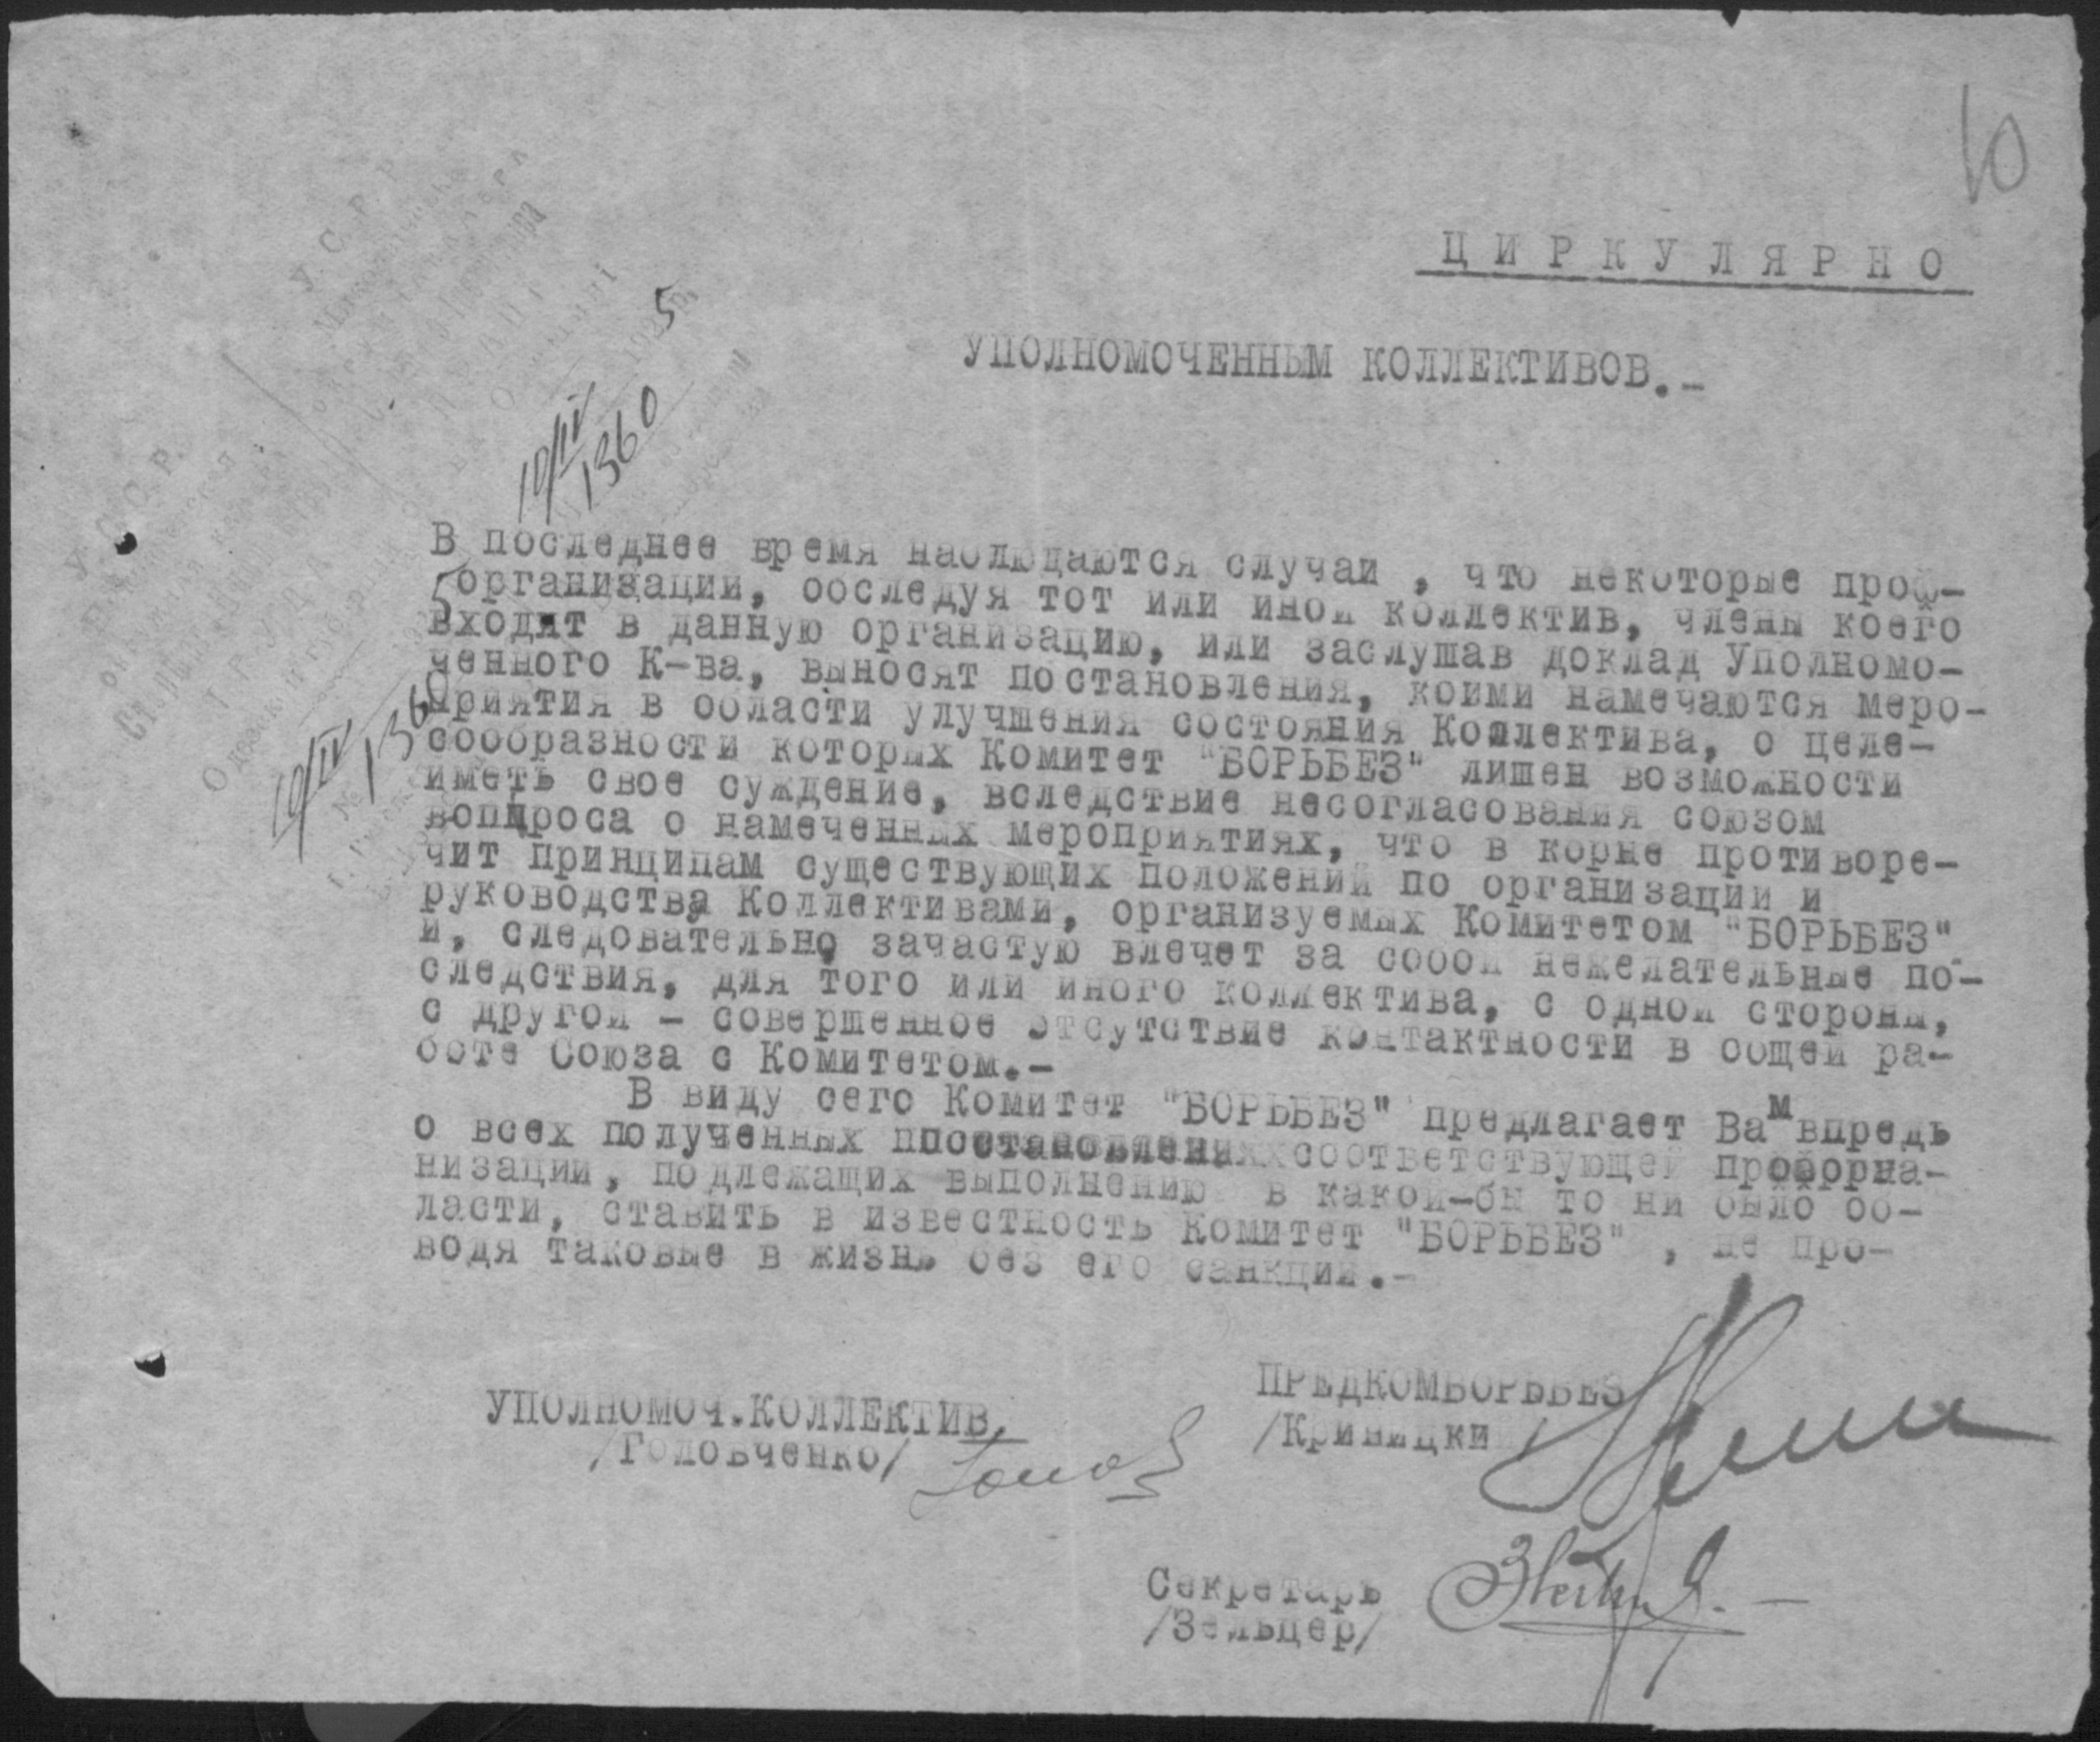 10
ЦИРКУЛЯРНО
УПОЛНОМОЧЕННЫМ КОЛЛЕКТИВОВ.-
У.С.Р.Р.
5
10/IV
1360
У.С.С.Р.
10/IV
1360
5
В последнее время наблюдаются случаи , что некоторые проф-
организации, обследуя тот или иной коллектив, члены коего
входят в данную организацию, или заслушав доклад Уполномо-
ченного К-ва, выносят постановления, коими намечаются меро-
приятия в области улучшения состояния Коллектива, о целе-
сообразности которых Комитет "БОРЬБЕЗ" лишен возможности
иметь свое суждение, вследствие несогласования союзом
вопроса о намеченных мероприятиях, что в корне противоре-
чит принципам существующих положений по организации и
руководства Коллективами, организуемых Комитетом "БОРЬБЕЗ"
и, следовательно, зачастую влечет за собой нежелательные по-
следствия, для того или иного коллектива, с одной стороны,
с другой - совершенное отсутствие контактности в общей ра-
боте Союза с Комитетом.-
В виду сего Комитет "БОРЬБЕЗ" предлагает Вам впредь
о всех полученных ппостановлениях соответствующей профорга-
низации, подлежащих выполнению в какой-бы то ни было об-
ласти, ставить в известность Комитет "БОРЬБЕЗ" , не про-
водя таковые в жизнь без его санкции.-
ПРЕДКОМБОРЬБЕЗ
/Криницкий/
УПОЛНОМОЧ.КОЛЛЕКТИВ.
/Головченко/
Секретарь
/Зельцер/